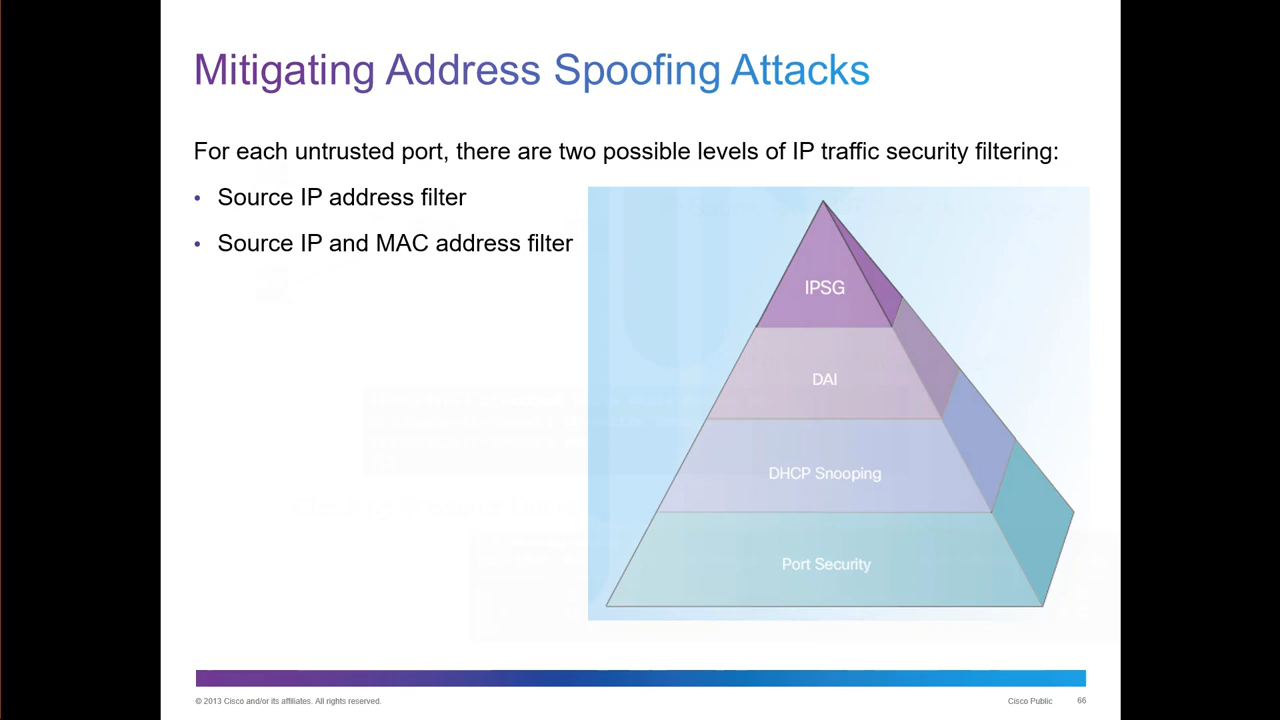 Mitigating Address Spoofing Attacks
For each untrusted port, there are two possible levels of IP traffic security filtering:
• Source IP address filter
• Source IP and MAC address filter
IPSG
DAI
DHCP Snooping
Port Security
© 2013 Cisco and/or its affiliates. All rights reserved.
Cisco Public 66